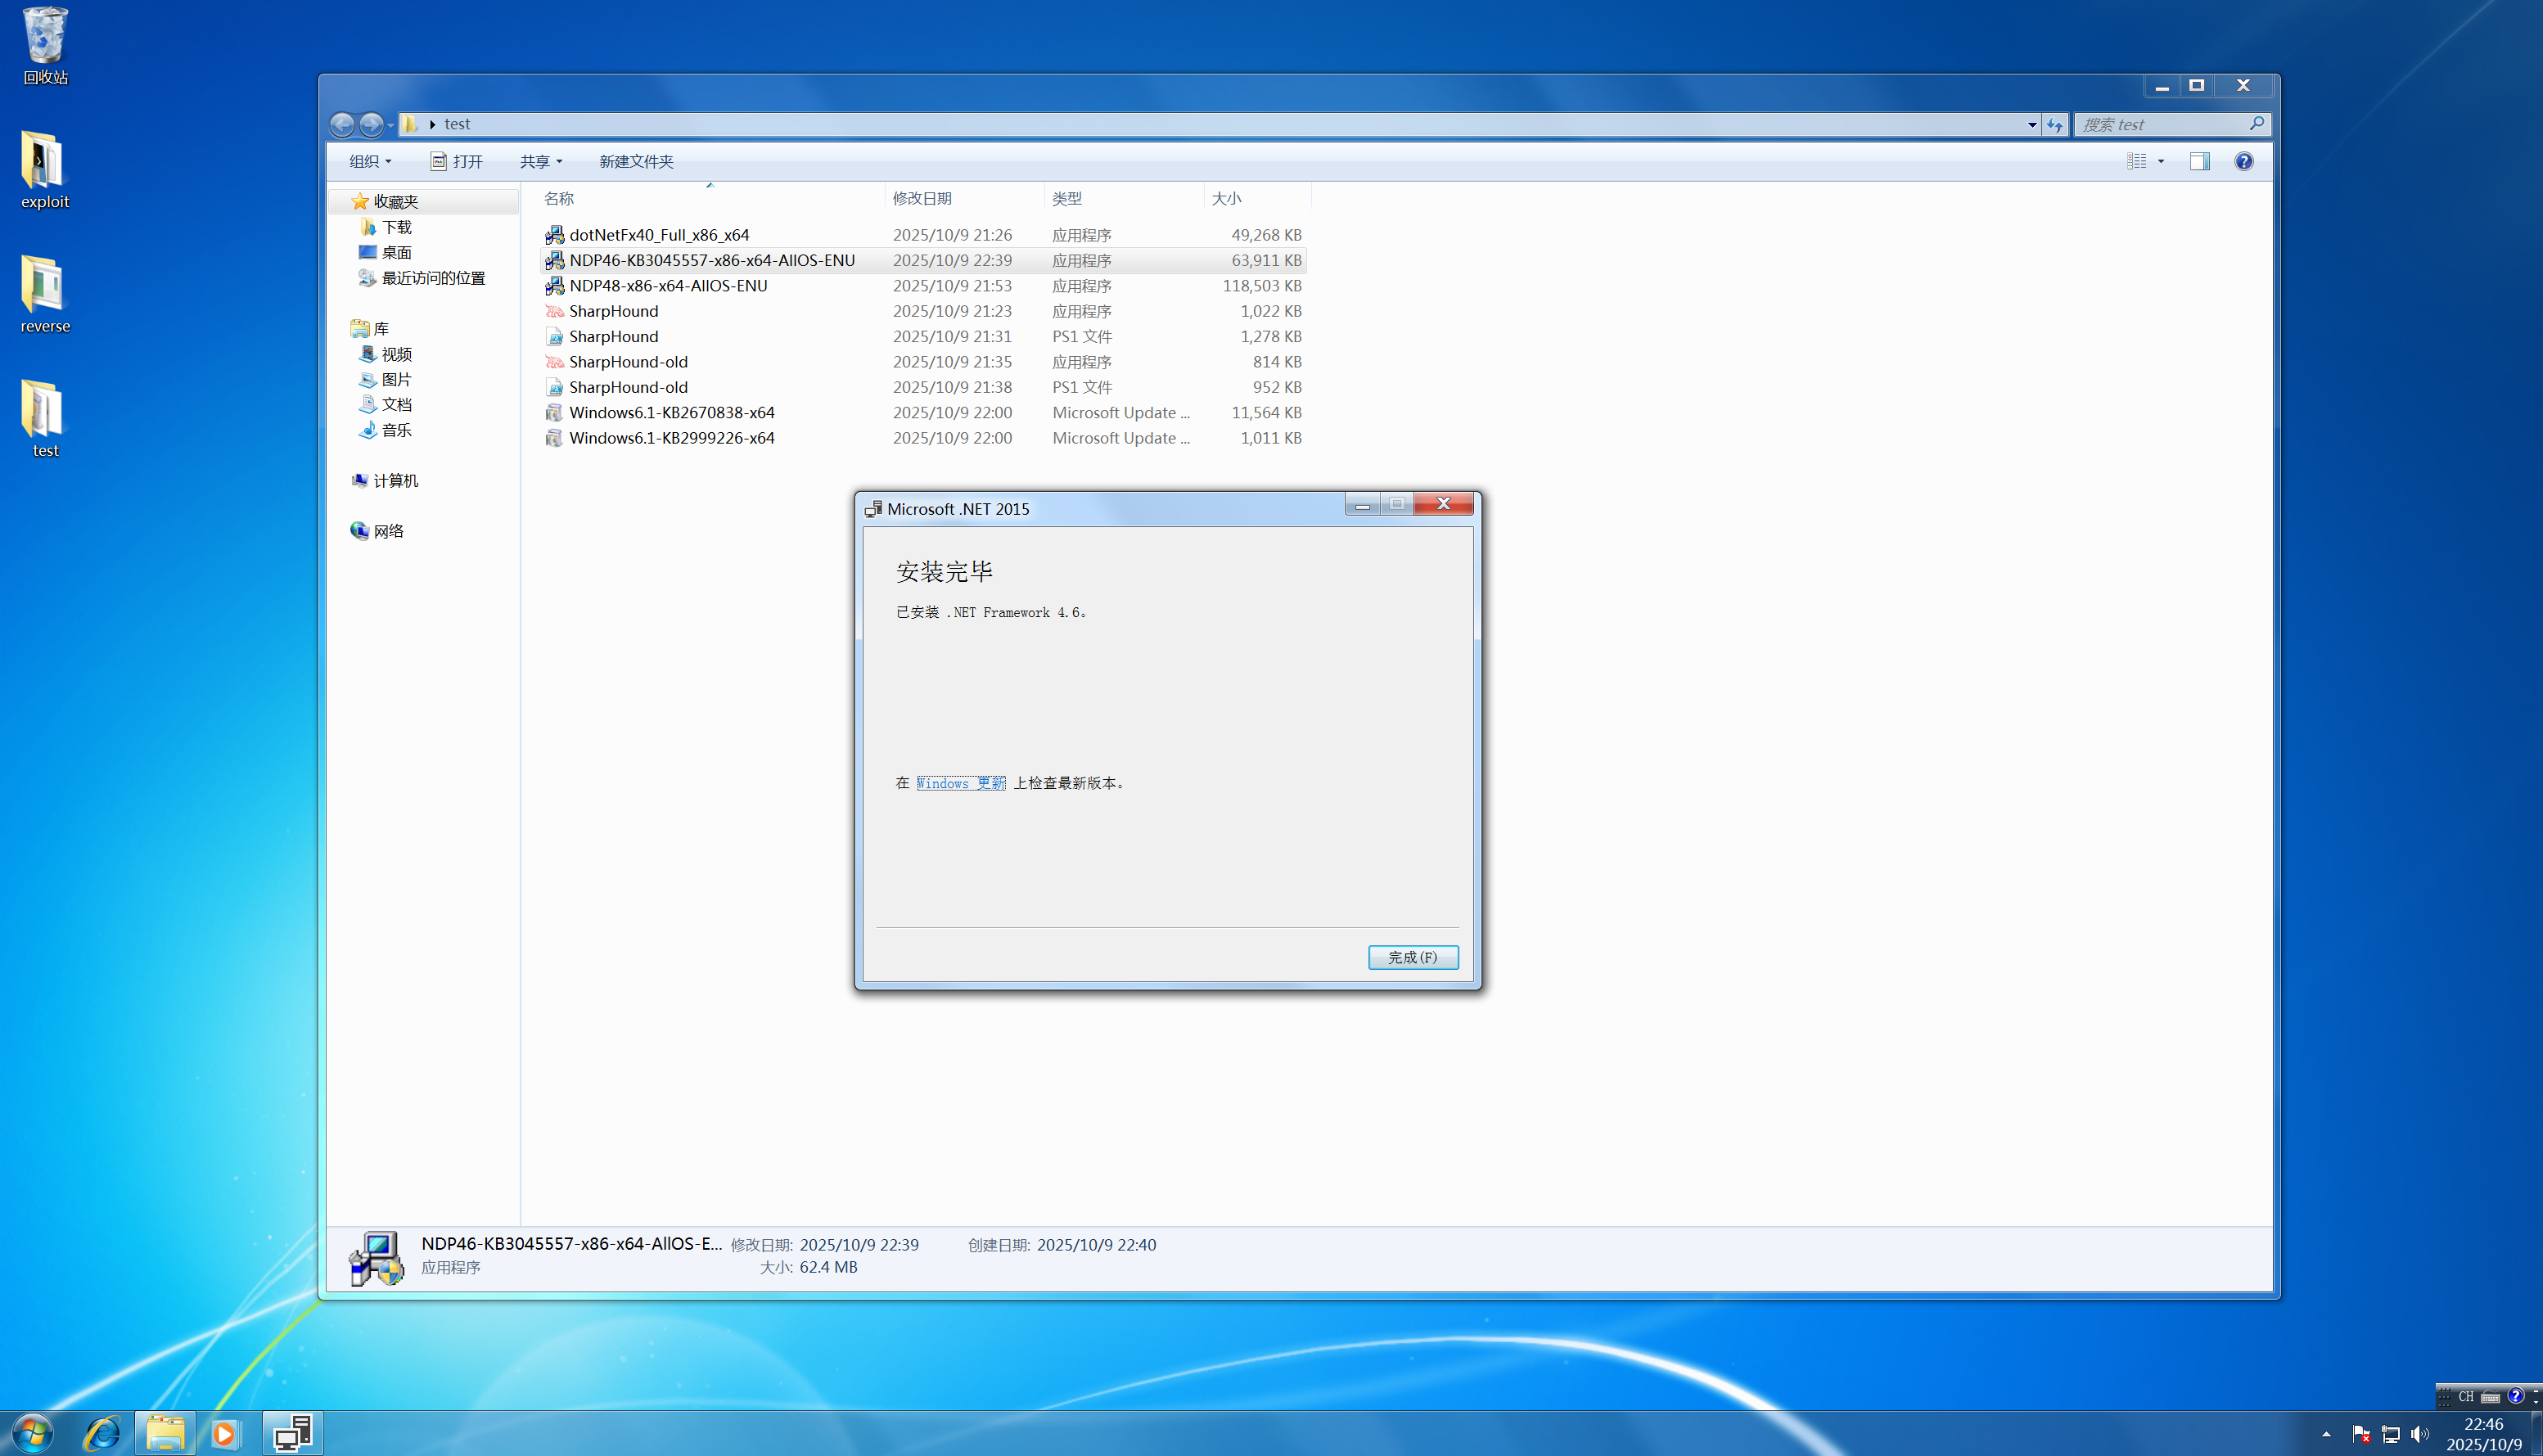 回收站
exploit
reverse
test
test
搜索 test
组织 打开 共享 新建文件夹
收藏夹
下载
桌面
最近访问的位置
库
视频
图片
文档
音乐
计算机
网络
名称 修改日期 类型 大小
dotNetFx40_Full_x86_x64 2025/10/9 21:26 应用程序 49,268 KB
NDP46-KB3045557-x86-x64-AllOS-ENU 2025/10/9 22:39 应用程序 63,911 KB
NDP48-x86-x64-AllOS-ENU 2025/10/9 21:53 应用程序 118,503 KB
SharpHound 2025/10/9 21:23 应用程序 1,022 KB
SharpHound 2025/10/9 21:31 PS1 文件 1,278 KB
SharpHound-old 2025/10/9 21:35 应用程序 814 KB
SharpHound-old 2025/10/9 21:38 PS1 文件 952 KB
Windows6.1-KB2670838-x64 2025/10/9 22:00 Microsoft Update ... 11,564 KB
Windows6.1-KB2999226-x64 2025/10/9 22:00 Microsoft Update ... 1,011 KB
Microsoft .NET 2015
安装完毕
已安装 .NET Framework 4.6。
在 Windows 更新 上检查最新版本。
完成(F)
NDP46-KB3045557-x86-x64-AllOS-E... 修改日期: 2025/10/9 22:39 创建日期: 2025/10/9 22:40
应用程序 大小: 62.4 MB
CH
22:46
2025/10/9